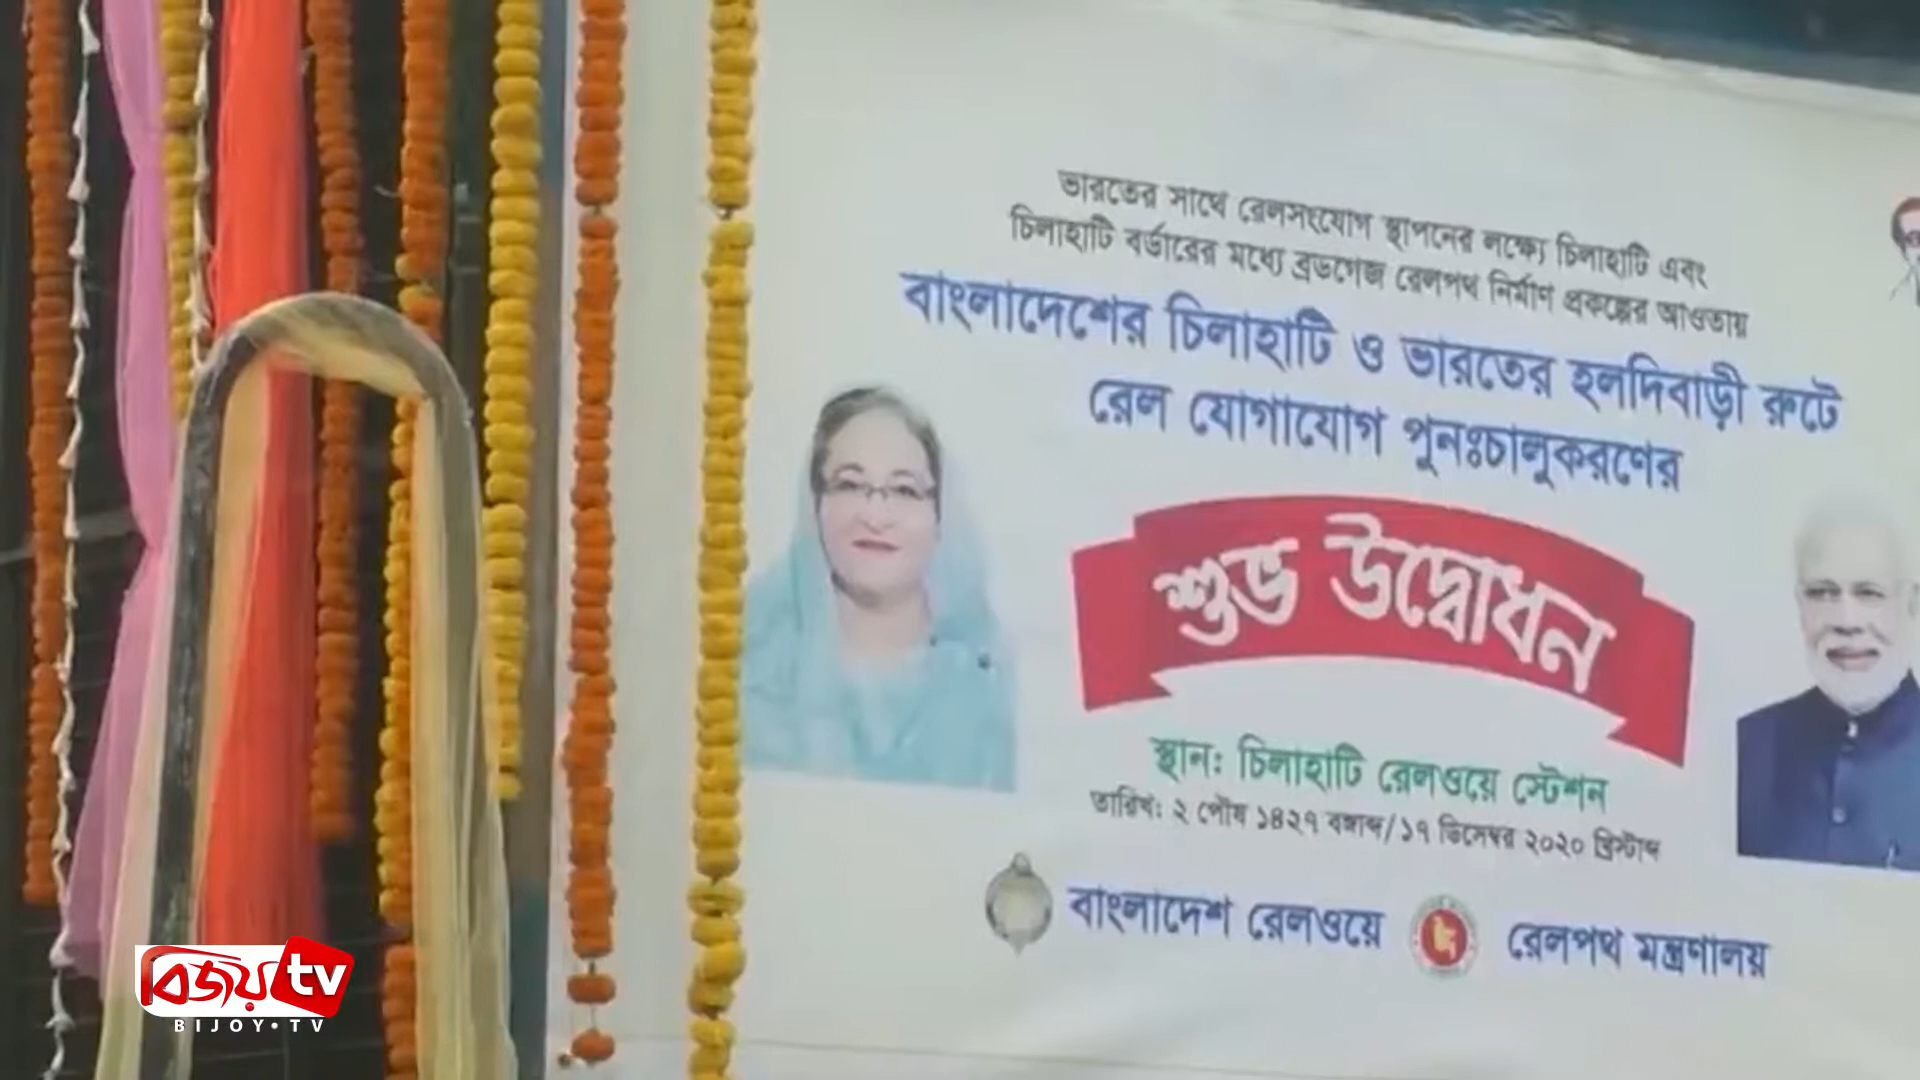 ভারতের সাথে রেলসংযোগ স্থাপনের লক্ষ্যে চিলাহাটি এবং
চিলাহাটি বর্ডারের মধ্যে ব্রডগেজ রেলপথ নির্মাণ প্রকল্পের আওতায়
বাংলাদেশের চিলাহাটি ও ভারতের হলদিবাড়ী রুটে
রেল যোগাযোগ পুনঃচালুকরণের
শুভ উদ্বোধন
স্থান: চিলাহাটি রেলওয়ে স্টেশন
তারিখ: ২ পৌষ ১৪২৭ বঙ্গাব্দ/১৭ ডিসেম্বর ২০২০ খ্রিস্টাব্দ
বাংলাদেশ রেলওয়ে
রেলপথ মন্ত্রণালয়
বিজয় tv
BIJOY•TV